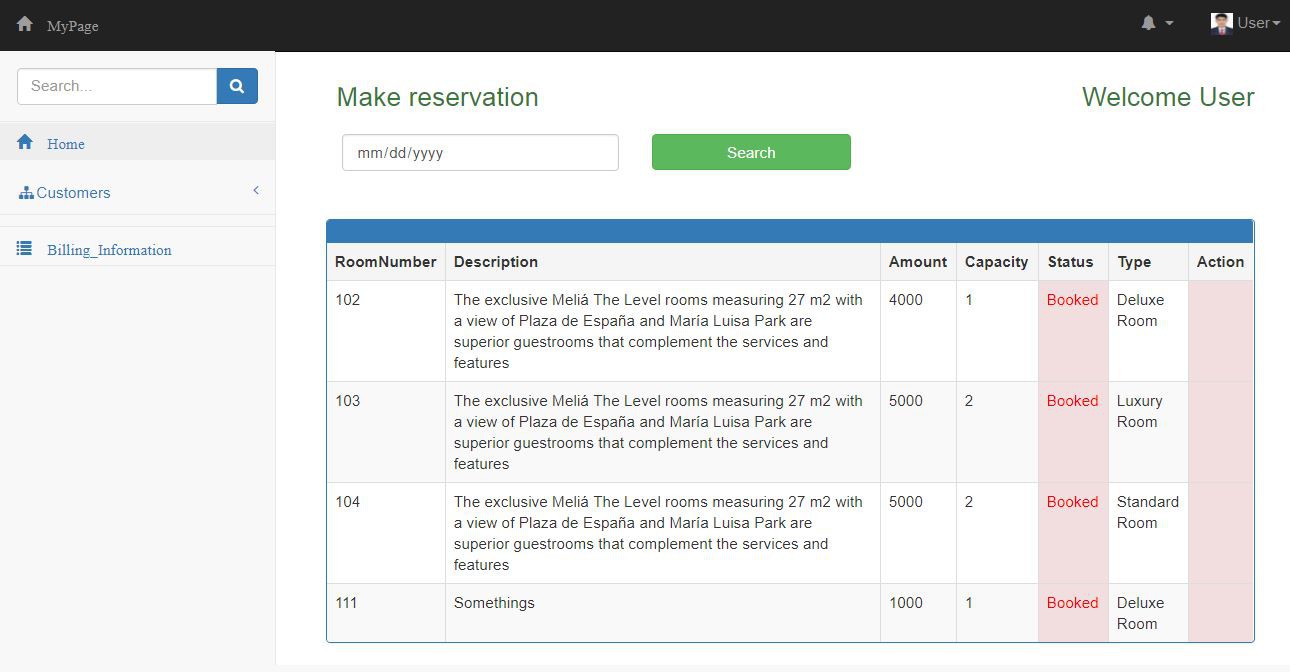 MyPage
User
Search...
Home
Customers
Billing_Information
Make reservation
Welcome User
mm/dd/yyyy
Search
RoomNumber Description Amount Capacity Status Type Action
102 The exclusive Meliá The Level rooms measuring 27 m2 with 4000 1 Booked Deluxe
a view of Plaza de España and María Luisa Park are Room
superior guestrooms that complement the services and
features
103 The exclusive Meliá The Level rooms measuring 27 m2 with 5000 2 Booked Luxury
a view of Plaza de España and María Luisa Park are Room
superior guestrooms that complement the services and
features
104 The exclusive Meliá The Level rooms measuring 27 m2 with 5000 2 Booked Standard
a view of Plaza de España and María Luisa Park are Room
superior guestrooms that complement the services and
features
111 Somethings 1000 1 Booked Deluxe
Room